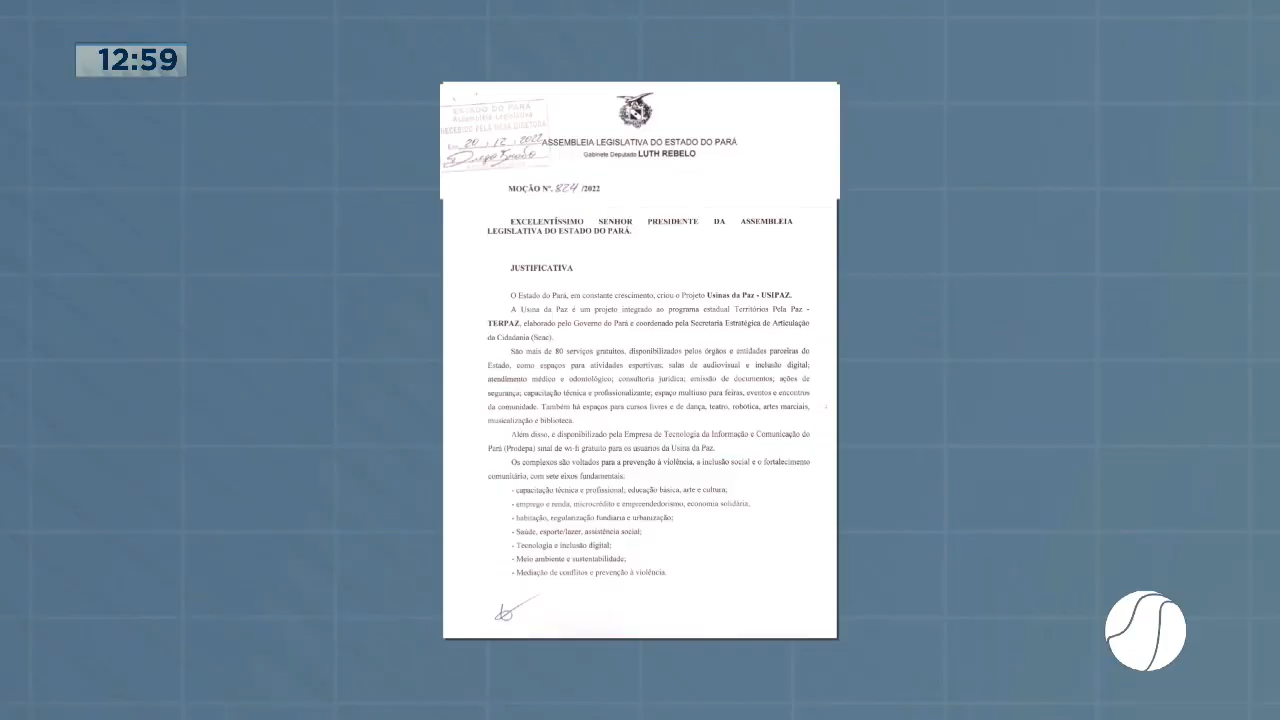 12:59
ESTADO DO PARÁ
Assembleia Legislativa
RECEBIDO PELA MESA DIRETORA
Em 20 / 12 / 2022
ASSEMBLEIA LEGISLATIVA DO ESTADO DO PARÁ
Gabinete Deputado LUTH REBELO
MOÇÃO Nº. 824 /2022
EXCELENTÍSSIMO SENHOR PRESIDENTE DA ASSEMBLEIA
LEGISLATIVA DO ESTADO DO PARÁ.
JUSTIFICATIVA
O Estado do Pará, em constante crescimento, criou o Projeto Usinas da Paz - USIPAZ.
A Usina da Paz é um projeto integrado ao programa estadual Territórios Pela Paz -
TERPAZ, elaborado pelo Governo do Pará e coordenado pela Secretaria Estratégica de Articulação
da Cidadania (Seac).
São mais de 80 serviços gratuitos, disponibilizados pelos órgãos e entidades parceiras do
Estado, como espaços para atividades esportivas; salas de audiovisual e inclusão digital;
atendimento médico e odontológico; consultoria jurídica; emissão de documentos; ações de
segurança; capacitação técnica e profissionalizante; espaço multiuso para feiras, eventos e encontros
da comunidade. Também há espaços para cursos livres e de dança, teatro, robótica, artes marciais,
musicalização e biblioteca.
Além disso, é disponibilizado pela Empresa de Tecnologia da Informação e Comunicação do
Pará (Prodepa) sinal de wi-fi gratuito para os usuários da Usina da Paz.
Os complexos são voltados para a prevenção à violência, a inclusão social e o fortalecimento
comunitário, com sete eixos fundamentais:
- capacitação técnica e profissional; educação básica, arte e cultura;
- emprego e renda, microcrédito e empreendedorismo, economia solidária;
- habitação, regularização fundiária e urbanização;
- Saúde, esporte/lazer, assistência social;
- Tecnologia e inclusão digital;
- Meio ambiente e sustentabilidade;
- Mediação de conflitos e prevenção à violência.